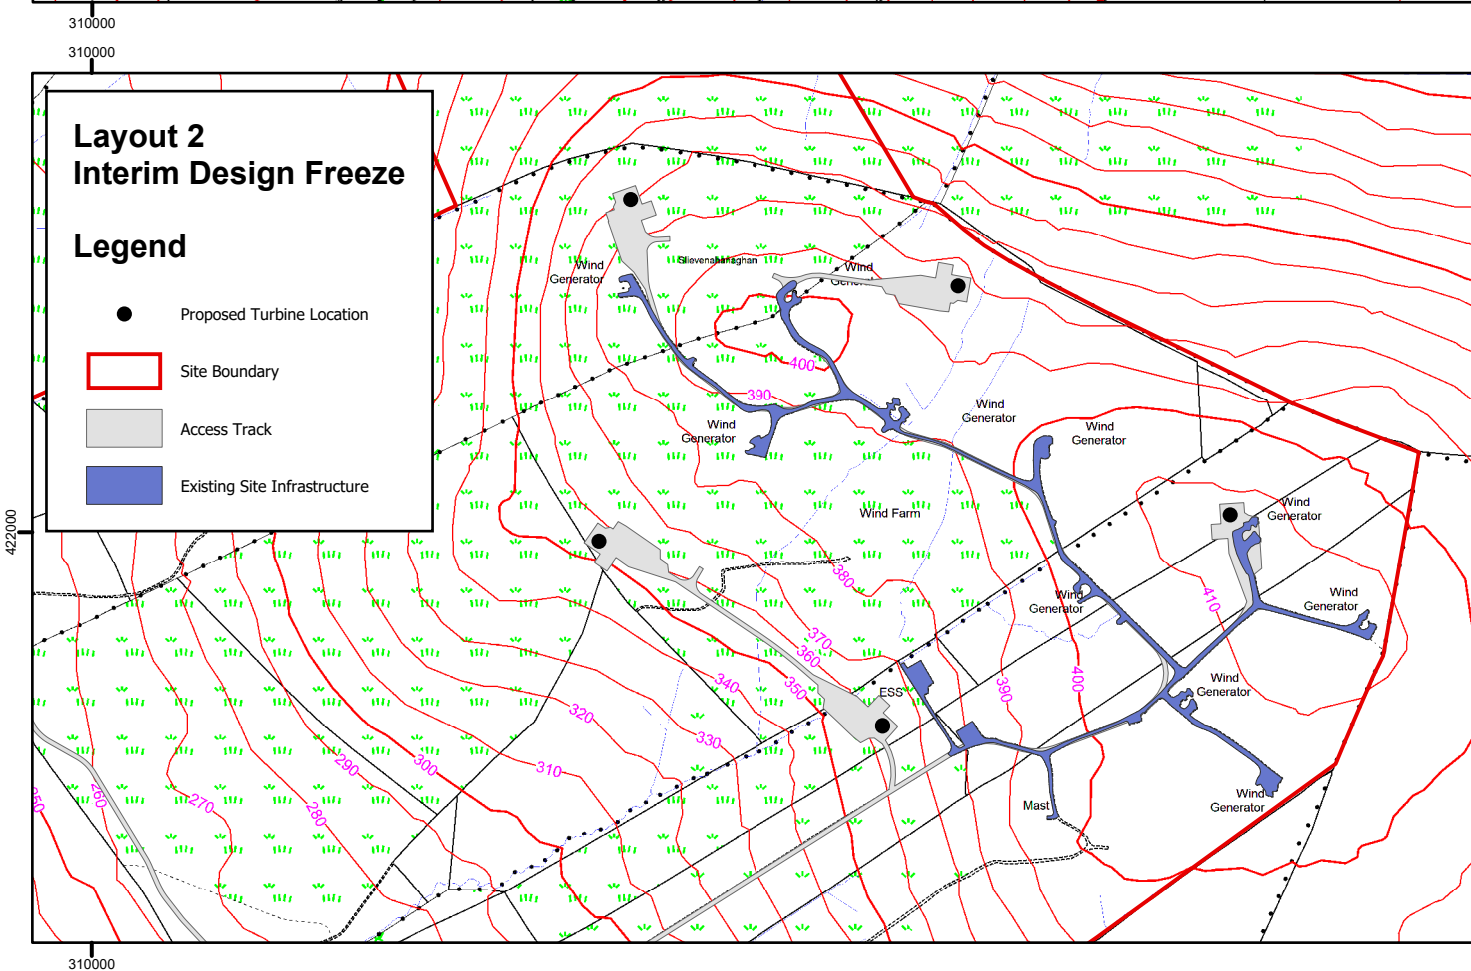 310000
310000
Layout 2
Interim Design Freeze
Legend
Proposed Turbine Location
Site Boundary
Access Track
Existing Site Infrastructure
422000
Wind
Generator
Slievenahanaghan
Wind
400
390
Wind
Generator
Wind
Generator
Wind
Generator
Wind Farm
Wind
Generator
380
Wind
Generator
410
Wind
Generator
370
360
350
340
330
320
310
300
290
280
270
260
ESS
390
400
Wind
Generator
Mast
Wind
Generator
310000